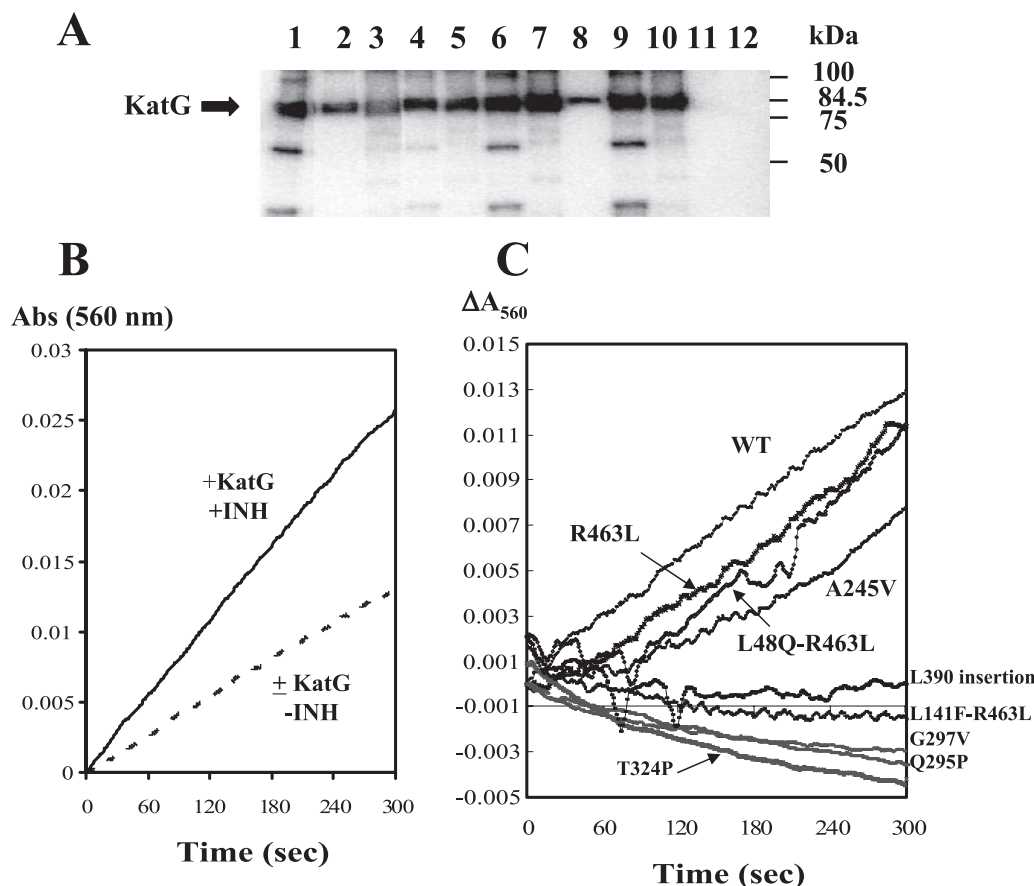 A
1 2 3 4 5 6 7 8 9 10 11 12 kDa
KatG
100
84.5
75
50
B
Abs (560 nm)
0.03
0.025
0.02
0.015
0.01
0.005
0
+KatG
+INH
± KatG
-INH
0 60 120 180 240 300
Time (sec)
C
ΔA560
0.015
0.013
0.011
0.009
0.007
0.005
0.003
0.001
-0.001
-0.003
-0.005
WT
R463L
A245V
L48Q-R463L
L390 insertion
L141F-R463L
G297V
Q295P
T324P
0 60 120 180 240 300
Time (sec)